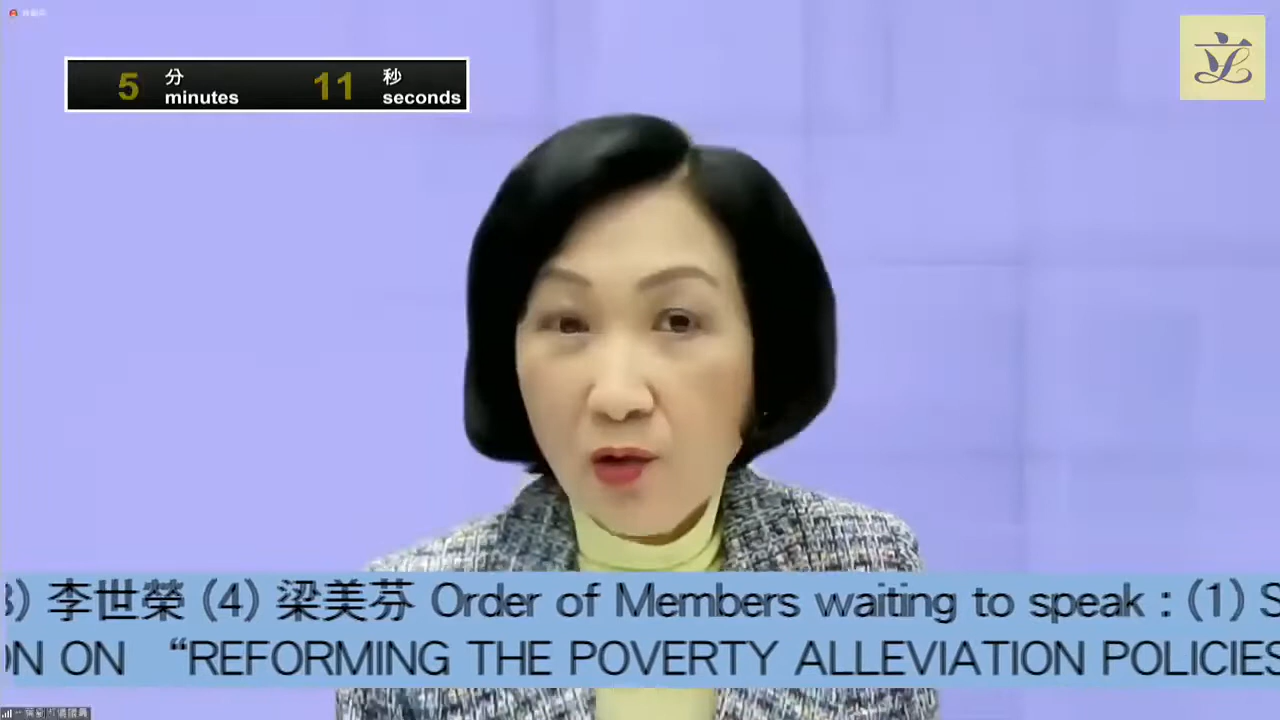 5 分 minutes 11 秒 seconds
3) 李世榮 (4) 梁美芬 Order of Members waiting to speak : (1) S
ON ON “REFORMING THE POVERTY ALLEVIATION POLICIES